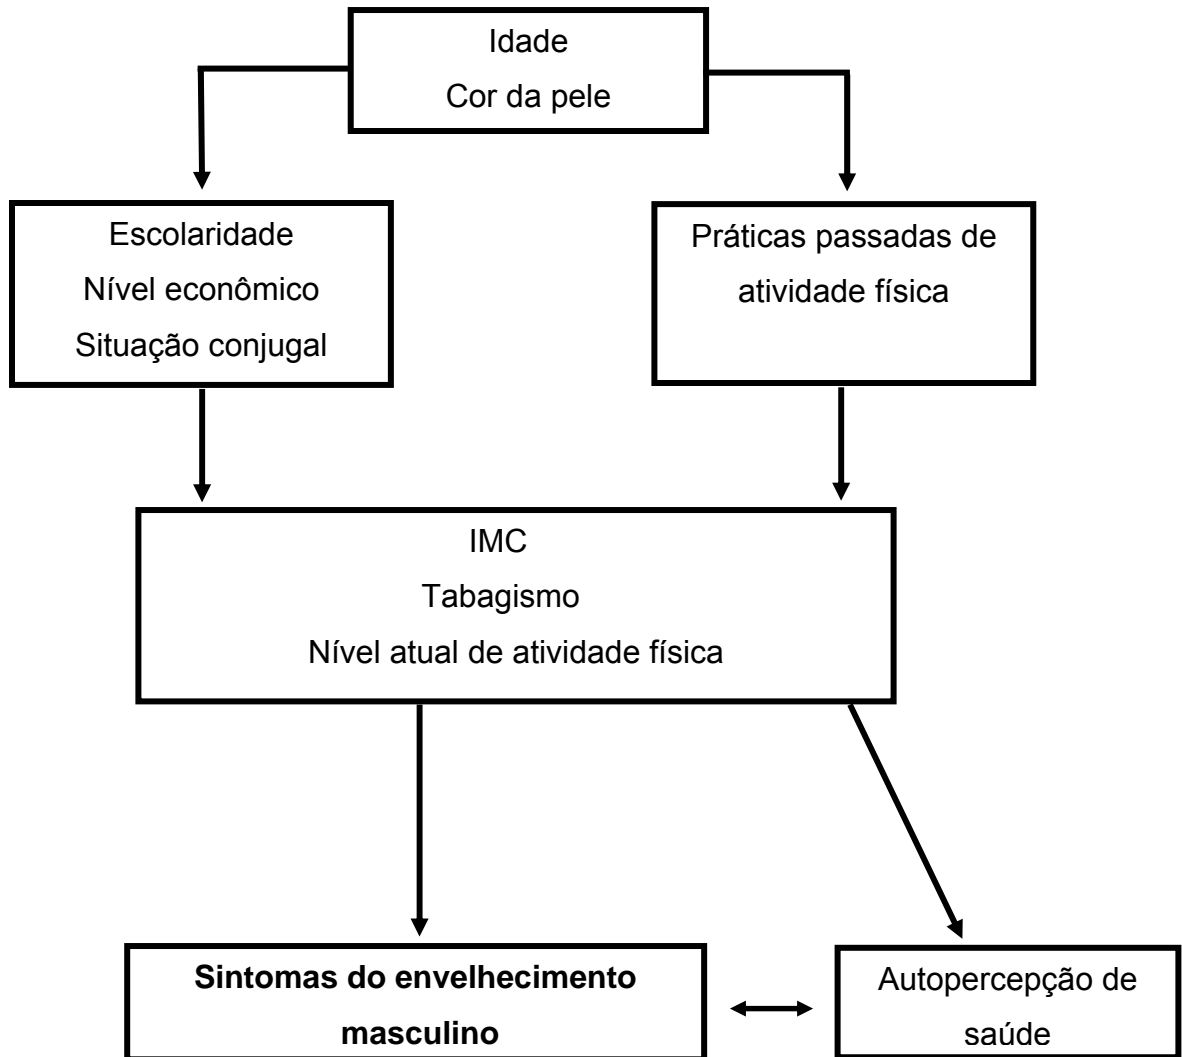 Idade
Cor da pele
Escolaridade
Nível econômico
Situação conjugal
Práticas passadas de
atividade física
IMC
Tabagismo
Nível atual de atividade física
Sintomas do envelhecimento
masculino
Autopercepção de
saúde